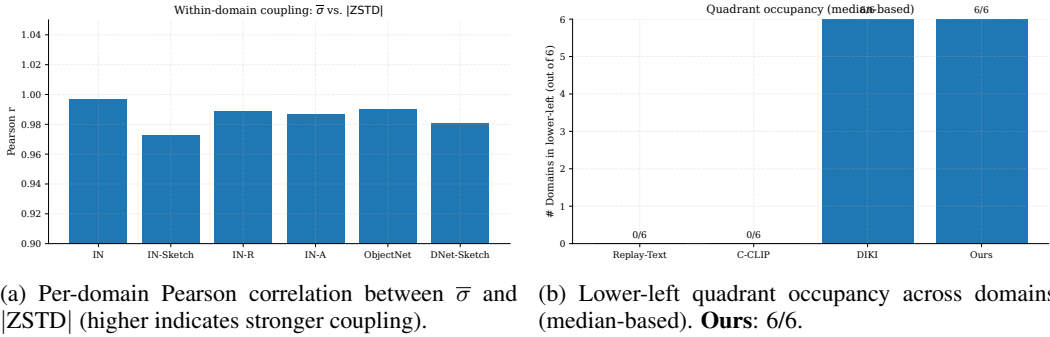 Within-domain coupling: σ̅ vs. |ZSTD|
1.04
1.02
1.00
0.98
0.96
0.94
0.92
0.90
Pearson r
IN
IN-Sketch
IN-R
IN-A
ObjectNet
DNet-Sketch
(a) Per-domain Pearson correlation between σ̅ and
|ZSTD| (higher indicates stronger coupling).
Quadrant occupancy (median-based)
6/6
6/6
6
5
4
3
2
1
0
# Domains in lower-left (out of 6)
0/6
0/6
Replay-Text
C-CLIP
DIKI
Ours
(b) Lower-left quadrant occupancy across domains
(median-based). Ours: 6/6.